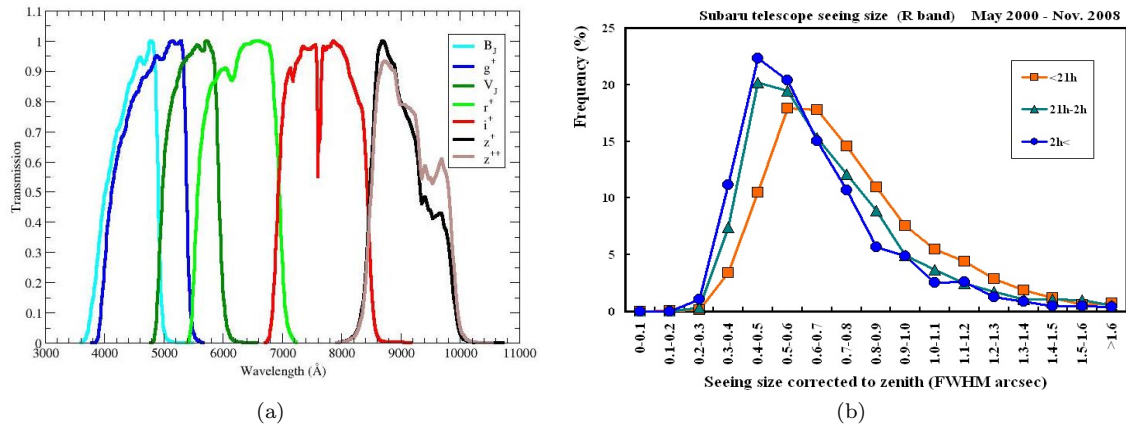 1.1
1
0.9
0.8
0.7
0.6
0.5
0.4
0.3
0.2
0.1
0
Transmission
B_J
g^+
V_J
r^+
i^+
z^+
z^++
3000 4000 5000 6000 7000 8000 9000 10000 11000
Wavelength (Å)
(a)
Subaru telescope seeing size (R band) May 2000 - Nov. 2008
Frequency (%)
25
20
15
10
5
0
<21h
21h-2h
2h<
0-0.1
0.1-0.2
0.2-0.3
0.3-0.4
0.4-0.5
0.5-0.6
0.6-0.7
0.7-0.8
0.8-0.9
0.9-1.0
1.0-1.1
1.1-1.2
1.2-1.3
1.3-1.4
1.4-1.5
1.5-1.6
>1.6
Seeing size corrected to zenith (FWHM arcsec)
(b)